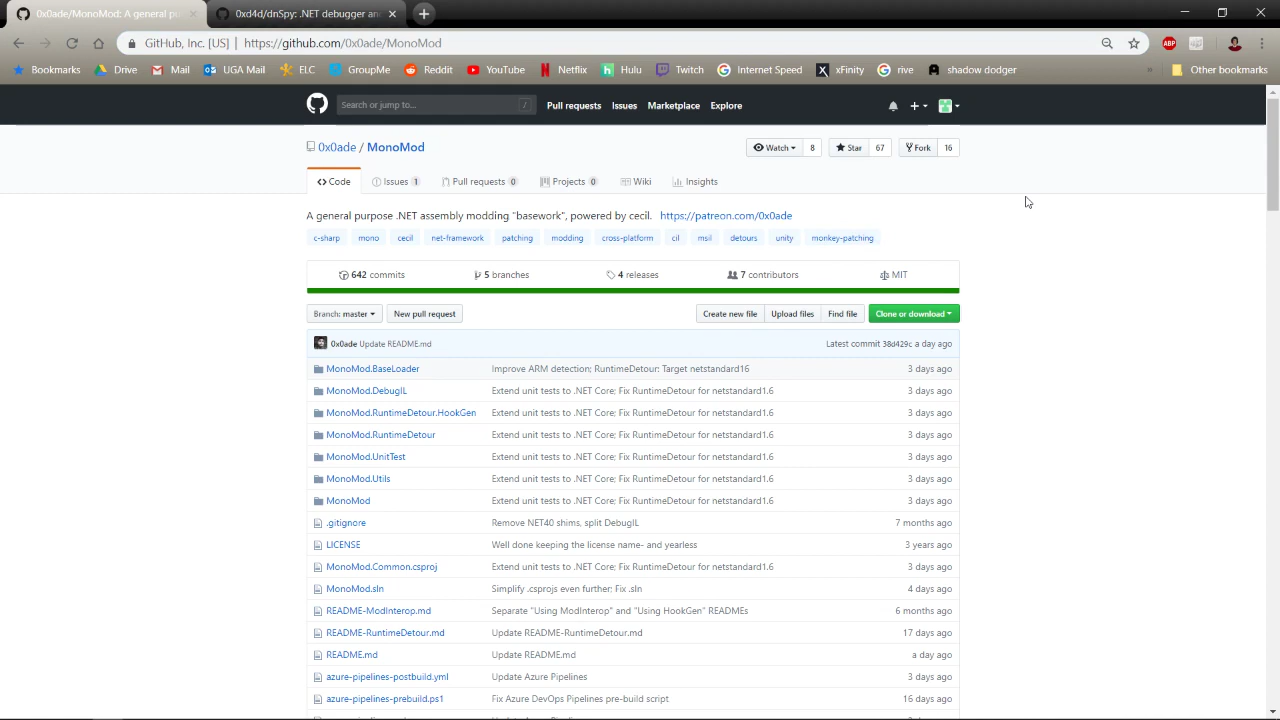 0x0ade/MonoMod: A general pu
0xd4d/dnSpy: .NET debugger an
GitHub, Inc. [US] | https://github.com/0x0ade/MonoMod
ABP
Bookmarks Drive Mail UGA Mail ELC GroupMe Reddit YouTube Netflix Hulu Twitch Internet Speed xFinity rive shadow dodger » Other bookmarks
Search or jump to... / Pull requests Issues Marketplace Explore
0x0ade / MonoMod Watch 8 Star 67 Fork 16
Code Issues 1 Pull requests 0 Projects 0 Wiki Insights
A general purpose .NET assembly modding "basework", powered by cecil. https://patreon.com/0x0ade
c-sharp mono cecil net-framework patching modding cross-platform cil msil detours unity monkey-patching
642 commits 5 branches 4 releases 7 contributors MIT
Branch: master New pull request Create new file Upload files Find file Clone or download
0x0ade Update README.md Latest commit 38d429c a day ago
MonoMod.BaseLoader Improve ARM detection; RuntimeDetour: Target netstandard16 3 days ago
MonoMod.DebugIL Extend unit tests to .NET Core; Fix RuntimeDetour for netstandard1.6 3 days ago
MonoMod.RuntimeDetour.HookGen Extend unit tests to .NET Core; Fix RuntimeDetour for netstandard1.6 3 days ago
MonoMod.RuntimeDetour Extend unit tests to .NET Core; Fix RuntimeDetour for netstandard1.6 3 days ago
MonoMod.UnitTest Extend unit tests to .NET Core; Fix RuntimeDetour for netstandard1.6 3 days ago
MonoMod.Utils Extend unit tests to .NET Core; Fix RuntimeDetour for netstandard1.6 3 days ago
MonoMod Extend unit tests to .NET Core; Fix RuntimeDetour for netstandard1.6 3 days ago
.gitignore Remove NET40 shims, split DebugIL 7 months ago
LICENSE Well done keeping the license name- and yearless 3 years ago
MonoMod.Common.csproj Extend unit tests to .NET Core; Fix RuntimeDetour for netstandard1.6 3 days ago
MonoMod.sln Simplify .csprojs even further; Fix .sln 4 days ago
README-ModInterop.md Separate "Using ModInterop" and "Using HookGen" READMEs 6 months ago
README-RuntimeDetour.md Update README-RuntimeDetour.md 17 days ago
README.md Update README.md a day ago
azure-pipelines-postbuild.yml Update Azure Pipelines 3 days ago
azure-pipelines-prebuild.ps1 Fix Azure DevOps Pipelines pre-build script 16 days ago